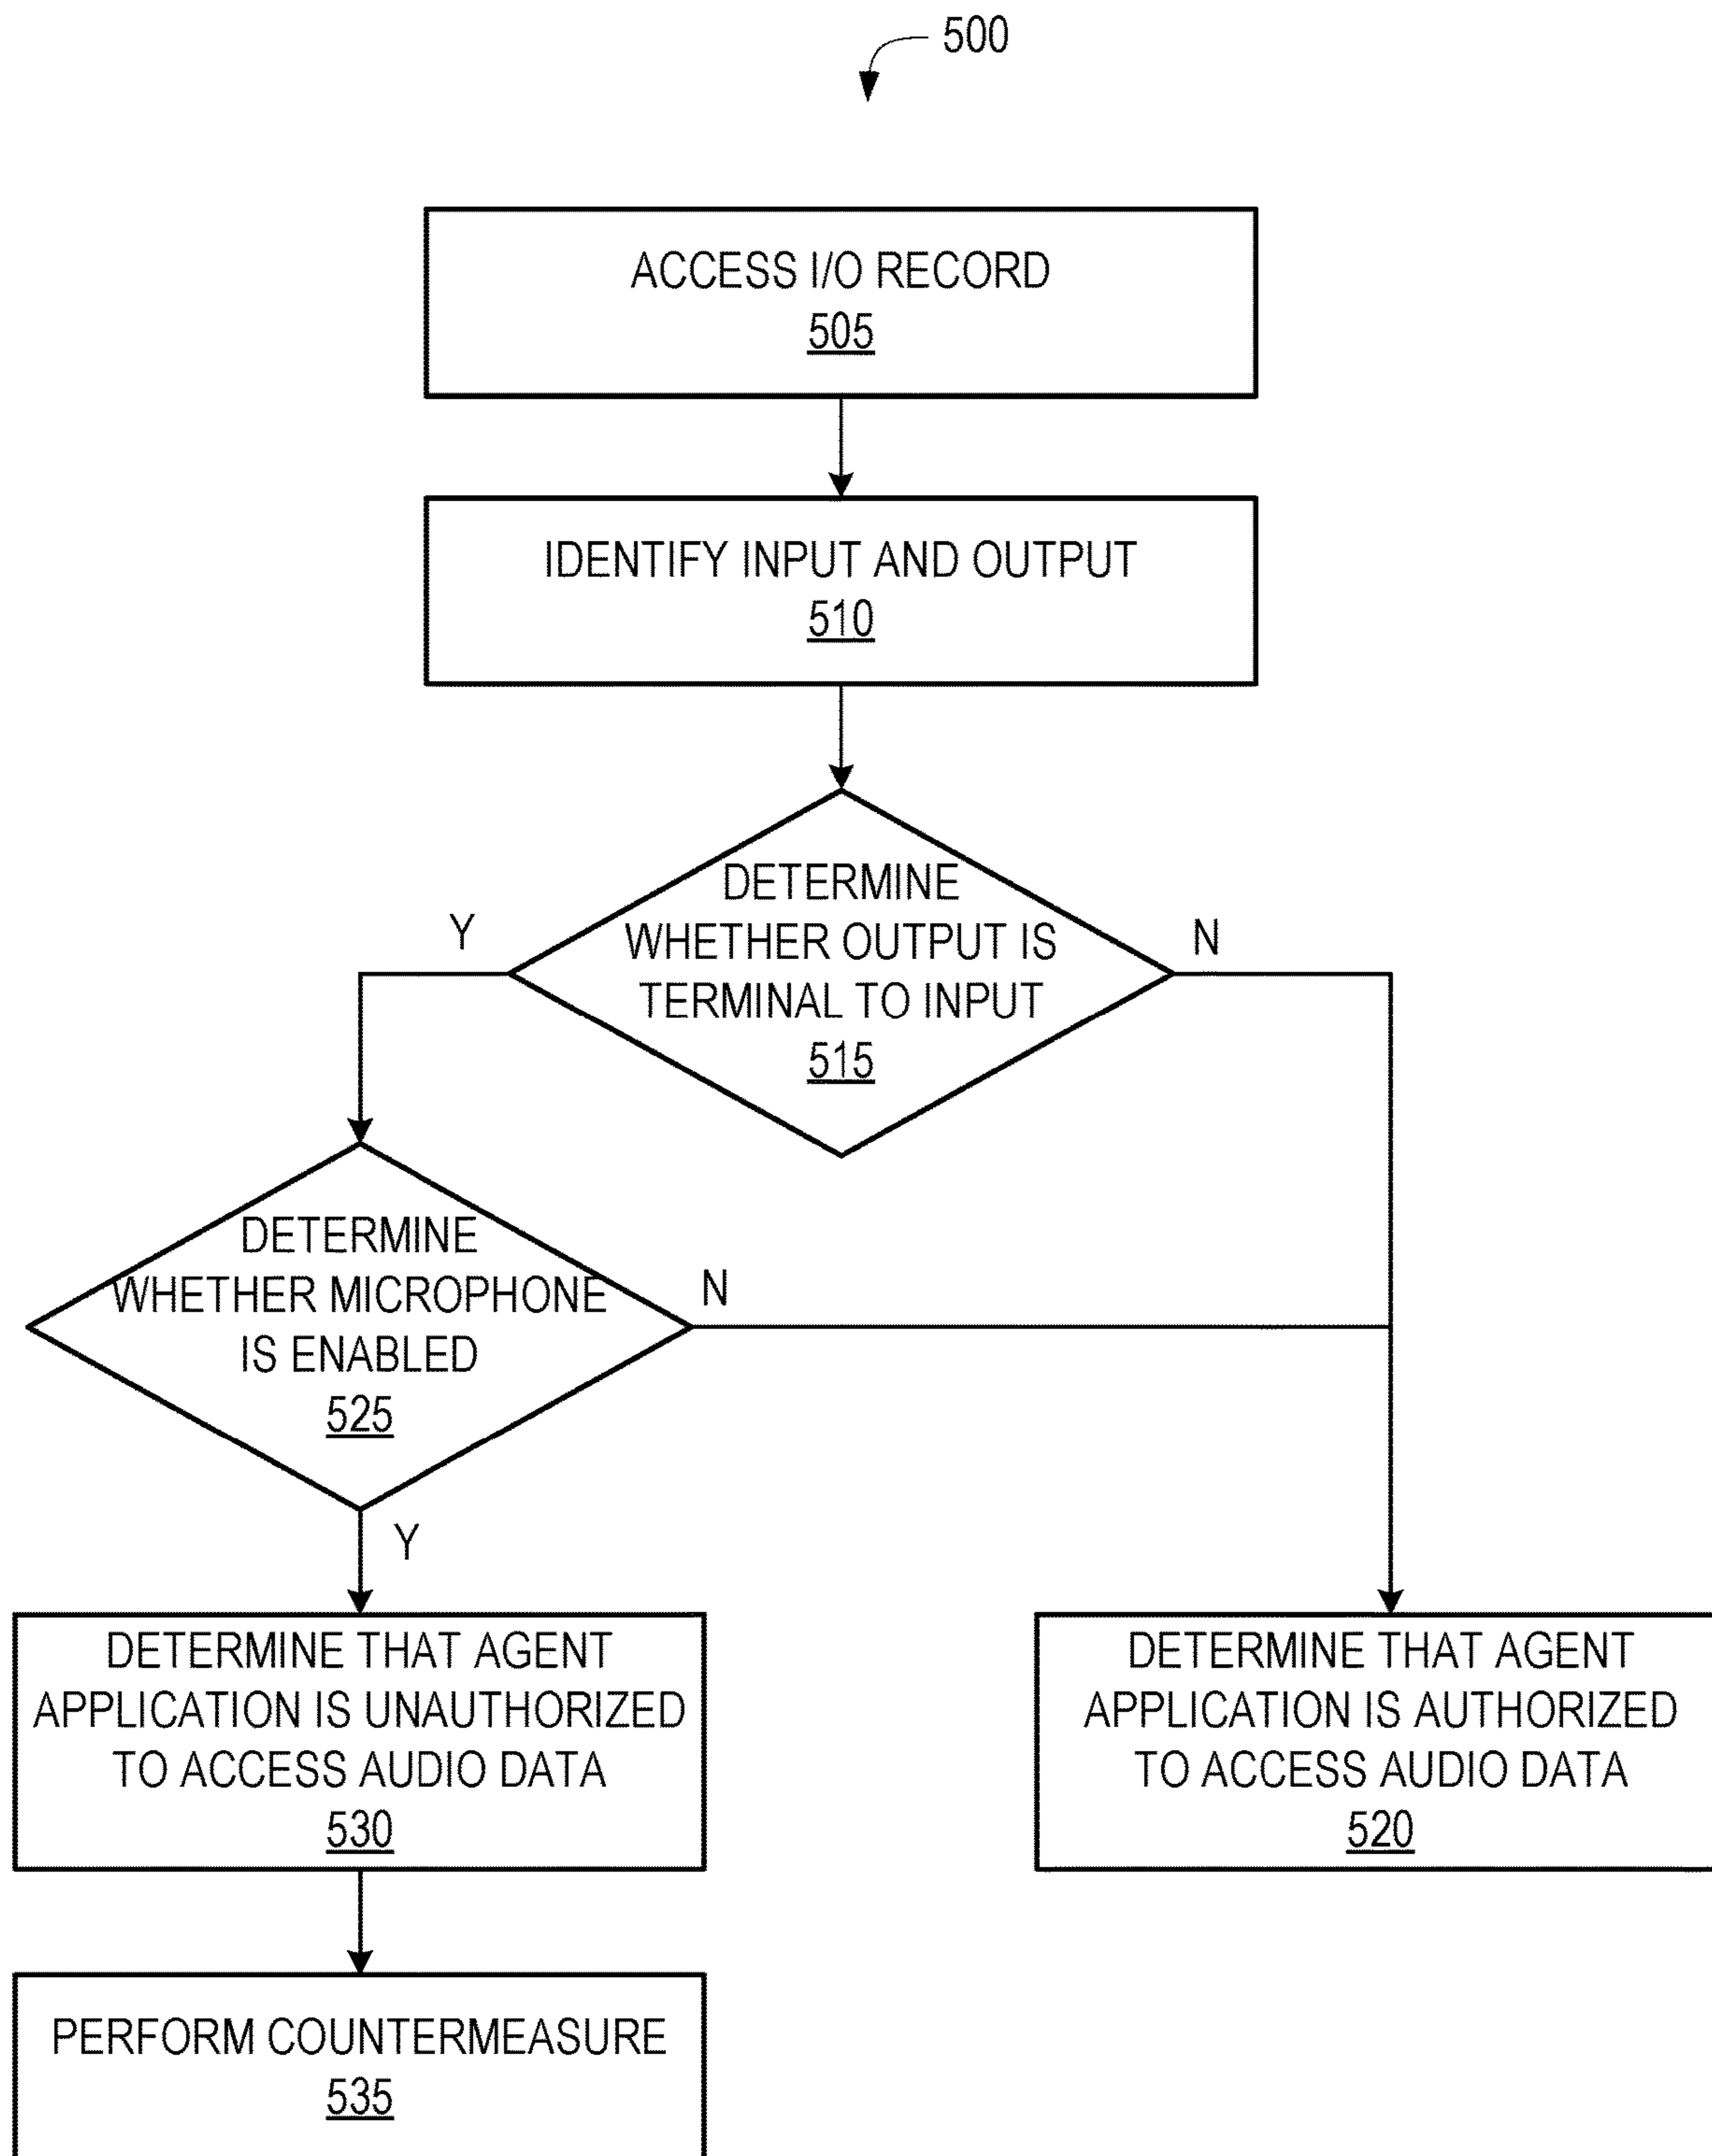 500
ACCESS I/O RECORD
505
IDENTIFY INPUT AND OUTPUT
510
DETERMINE
WHETHER OUTPUT IS
TERMINAL TO INPUT
515
Y
N
DETERMINE
WHETHER MICROPHONE
IS ENABLED
525
N
Y
DETERMINE THAT AGENT
APPLICATION IS UNAUTHORIZED
TO ACCESS AUDIO DATA
530
DETERMINE THAT AGENT
APPLICATION IS AUTHORIZED
TO ACCESS AUDIO DATA
520
PERFORM COUNTERMEASURE
535